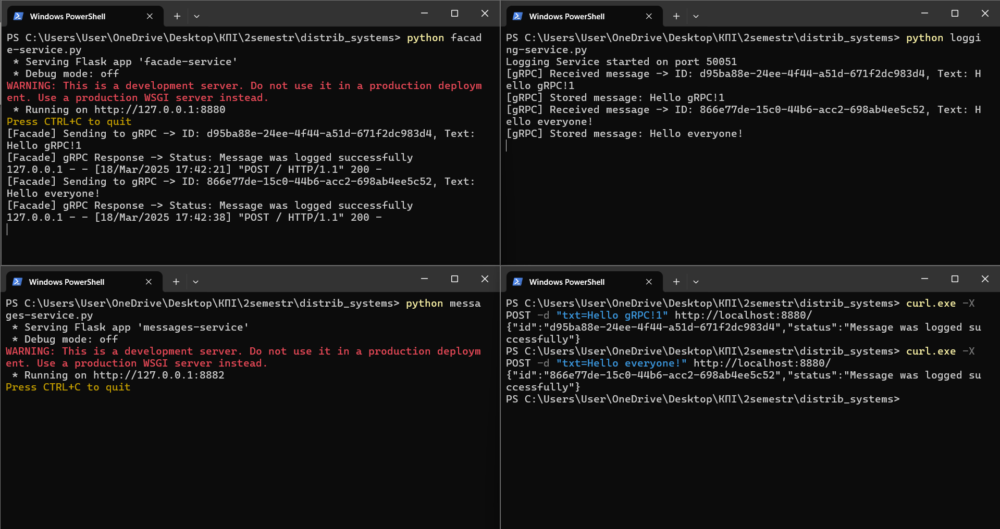 Windows PowerShell
PS C:\Users\User\OneDrive\Desktop\КПІ\2semestr\distrib_systems> python facad
e-service.py
 * Serving Flask app 'facade-service'
 * Debug mode: off
WARNING: This is a development server. Do not use it in a production deploym
ent. Use a production WSGI server instead.
 * Running on http://127.0.0.1:8880
Press CTRL+C to quit
[Facade] Sending to gRPC -> ID: d95ba88e-24ee-4f44-a51d-671f2dc983d4, Text:
Hello gRPC!1
[Facade] gRPC Response -> Status: Message was logged successfully
127.0.0.1 - - [18/Mar/2025 17:42:21] "POST / HTTP/1.1" 200 -
[Facade] Sending to gRPC -> ID: 866e77de-15c0-44b6-acc2-698ab4ee5c52, Text:
Hello everyone!
[Facade] gRPC Response -> Status: Message was logged successfully
127.0.0.1 - - [18/Mar/2025 17:42:38] "POST / HTTP/1.1" 200 -
Windows PowerShell
PS C:\Users\User\OneDrive\Desktop\КПІ\2semestr\distrib_systems> python loggi
ng-service.py
Logging Service started on port 50051
[gRPC] Received message -> ID: d95ba88e-24ee-4f44-a51d-671f2dc983d4, Text: H
ello gRPC!1
[gRPC] Stored message: Hello gRPC!1
[gRPC] Received message -> ID: 866e77de-15c0-44b6-acc2-698ab4ee5c52, Text: H
ello everyone!
[gRPC] Stored message: Hello everyone!
Windows PowerShell
PS C:\Users\User\OneDrive\Desktop\КПІ\2semestr\distrib_systems> python messa
ges-service.py
 * Serving Flask app 'messages-service'
 * Debug mode: off
WARNING: This is a development server. Do not use it in a production deploym
ent. Use a production WSGI server instead.
 * Running on http://127.0.0.1:8882
Press CTRL+C to quit
Windows PowerShell
PS C:\Users\User\OneDrive\Desktop\КПІ\2semestr\distrib_systems> curl.exe -X
POST -d "txt=Hello gRPC!1" http://localhost:8880/
{"id":"d95ba88e-24ee-4f44-a51d-671f2dc983d4","status":"Message was logged su
ccessfully"}
PS C:\Users\User\OneDrive\Desktop\КПІ\2semestr\distrib_systems> curl.exe -X
POST -d "txt=Hello everyone!" http://localhost:8880/
{"id":"866e77de-15c0-44b6-acc2-698ab4ee5c52","status":"Message was logged su
ccessfully"}
PS C:\Users\User\OneDrive\Desktop\КПІ\2semestr\distrib_systems>